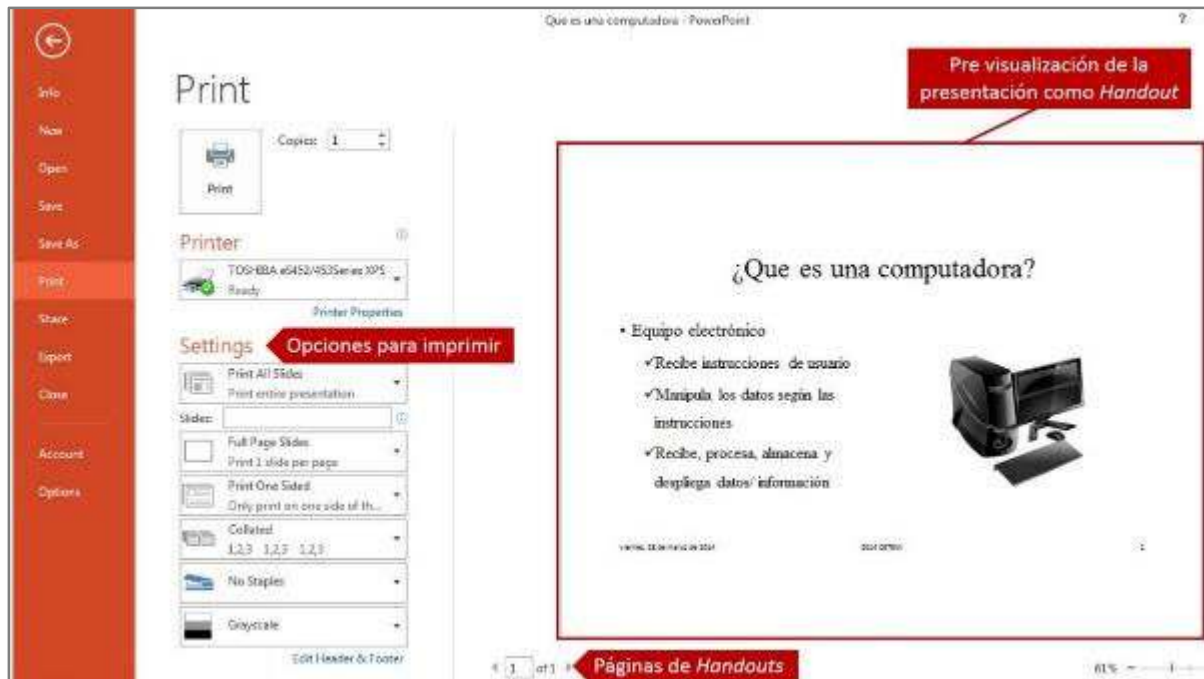 Que es una computadora - PowerPoint
?
Info
New
Open
Save
Save As
Print
Share
Export
Close
Account
Options
Print
Copies: 1
Print
Printer
TOSHIBA eS452/453Series XPS
Ready
Printer Properties
Settings
Opciones para imprimir
Print All Slides
Print entire presentation
Slides:
Full Page Slides
Print 1 slide per page
Print One Sided
Only print on one side of th...
Collated
1,2,3 1,2,3 1,2,3
No Staples
Grayscale
Edit Header & Footer
Pre visualización de la
presentación como Handout
¿Que es una computadora?
• Equipo electrónico
✓Recibe instrucciones de usuario
✓Manipula los datos según las
instrucciones
✓Recibe, procesa, almacena y
despliega datos/ información
1 of 1
Páginas de Handouts
61%